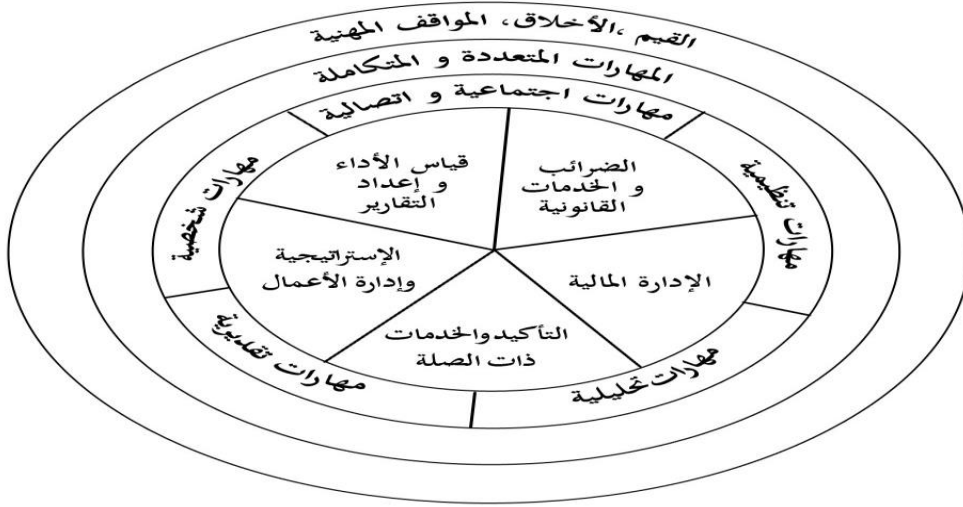 القيم ،الأخلاق، المواقف المهنية
المهارات المتعددة و المتكاملة
مهارات اجتماعية و اتصالية
مهارات تنظيمية
مهارات تحليلية
مهارات تقديرية
مهارات شخصية
الضرائب
و الخدمات
القانونية
قياس الأداء
و إعداد
التقارير
الإدارة المالية
الإستراتيجية
وإدارة الأعمال
التأكيد والخدمات
ذات الصلة